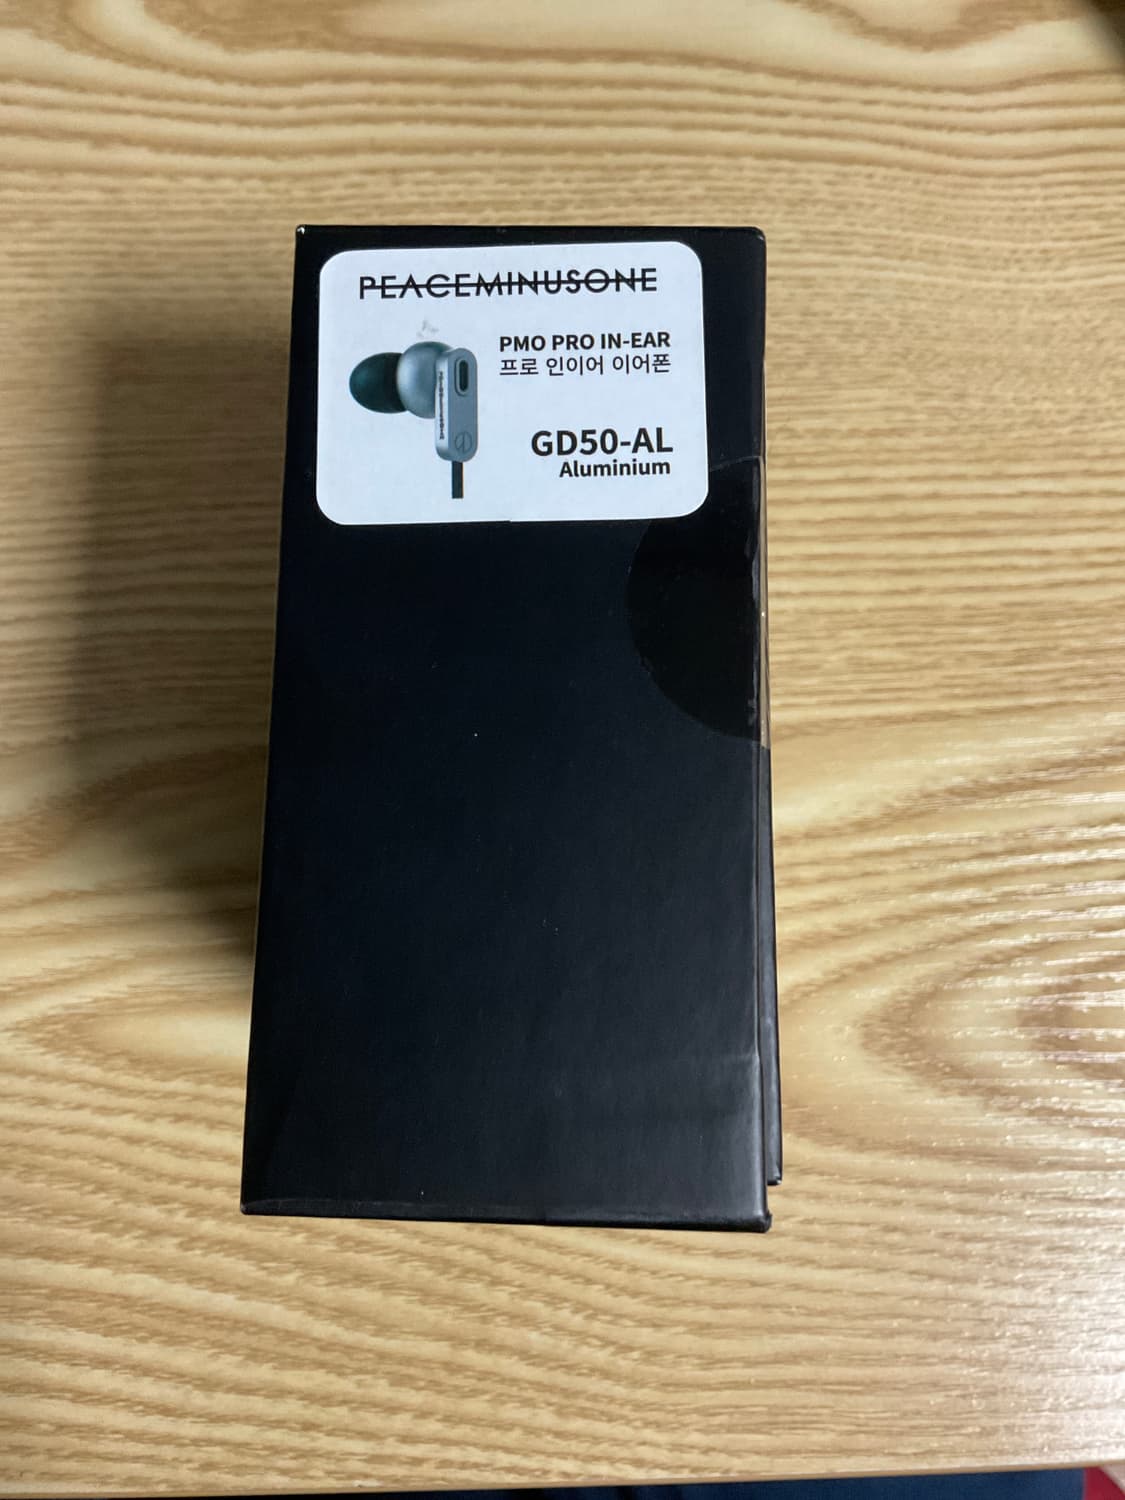 PEACEMINUSONE
PMO PRO IN-EAR
프로 인이어 이어폰
GD50-AL
Aluminium